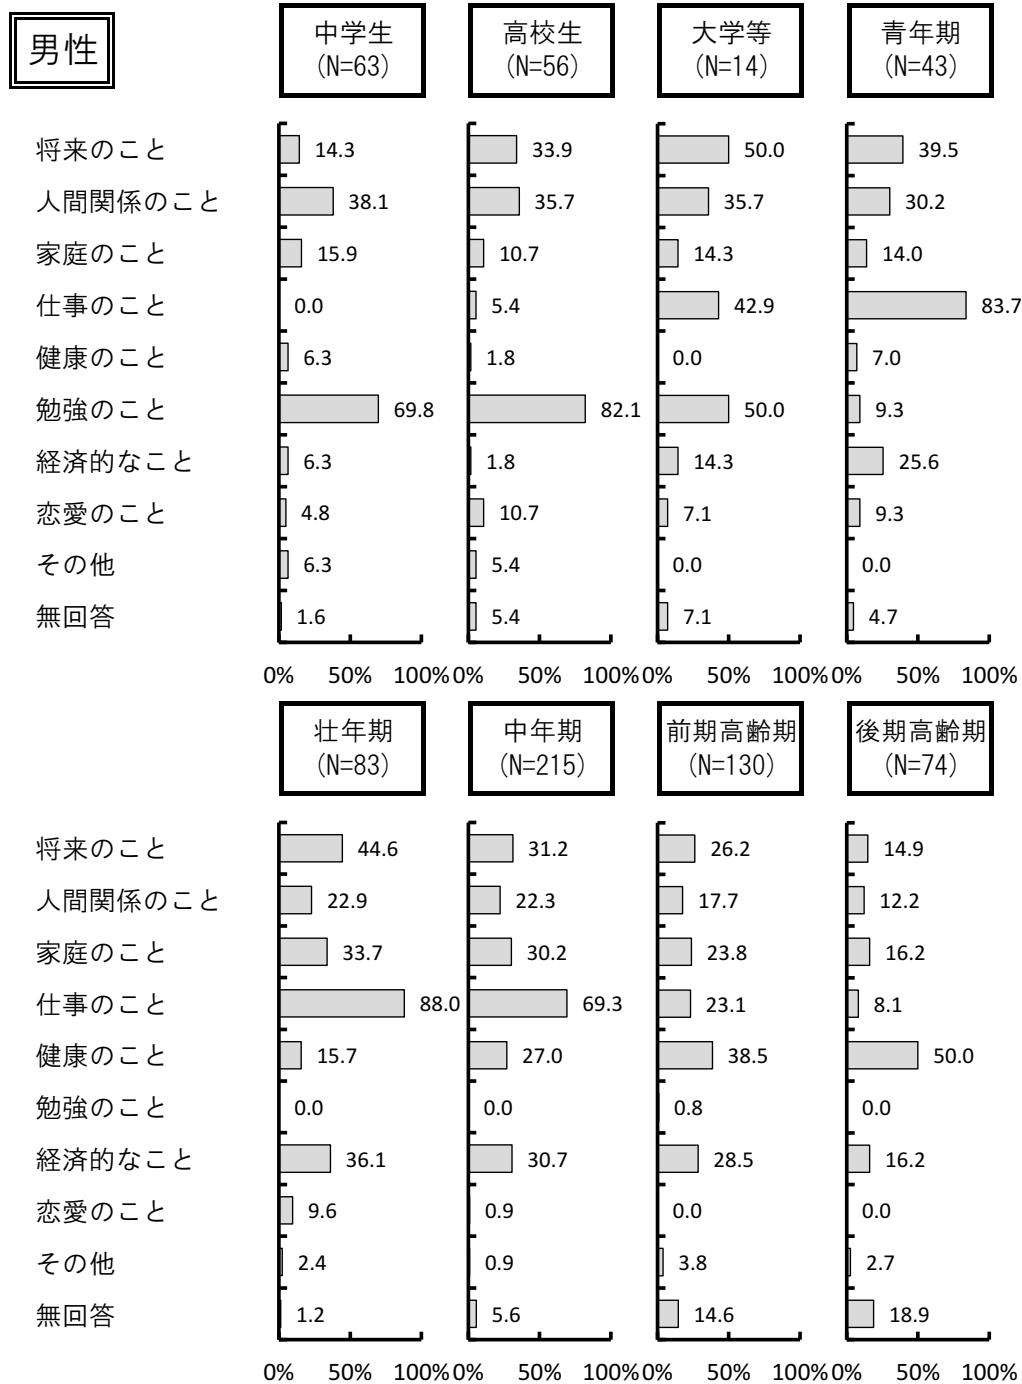 男性
中学生 高校生 大学等 青年期
(N=63) (N=56) (N=14) (N=43)
将来のこと 14.3 33.9 50.0 39.5
人間関係のこと 38.1 35.7 35.7 30.2
家庭のこと 15.9 10.7 14.3 14.0
仕事のこと 0.0 5.4 42.9 83.7
健康のこと 6.3 1.8 0.0 7.0
勉強のこと 69.8 82.1 50.0 9.3
経済的なこと 6.3 1.8 14.3 25.6
恋愛のこと 4.8 10.7 7.1 9.3
その他 6.3 5.4 0.0 0.0
無回答 1.6 5.4 7.1 4.7
0% 50% 100% 0% 50% 100% 0% 50% 100% 0% 50% 100%
壮年期 中年期 前期高齢期 後期高齢期
(N=83) (N=215) (N=130) (N=74)
将来のこと 44.6 31.2 26.2 14.9
人間関係のこと 22.9 22.3 17.7 12.2
家庭のこと 33.7 30.2 23.8 16.2
仕事のこと 88.0 69.3 23.1 8.1
健康のこと 15.7 27.0 38.5 50.0
勉強のこと 0.0 0.0 0.8 0.0
経済的なこと 36.1 30.7 28.5 16.2
恋愛のこと 9.6 0.9 0.0 0.0
その他 2.4 0.9 3.8 2.7
無回答 1.2 5.6 14.6 18.9
0% 50% 100% 0% 50% 100% 0% 50% 100% 0% 50% 100%